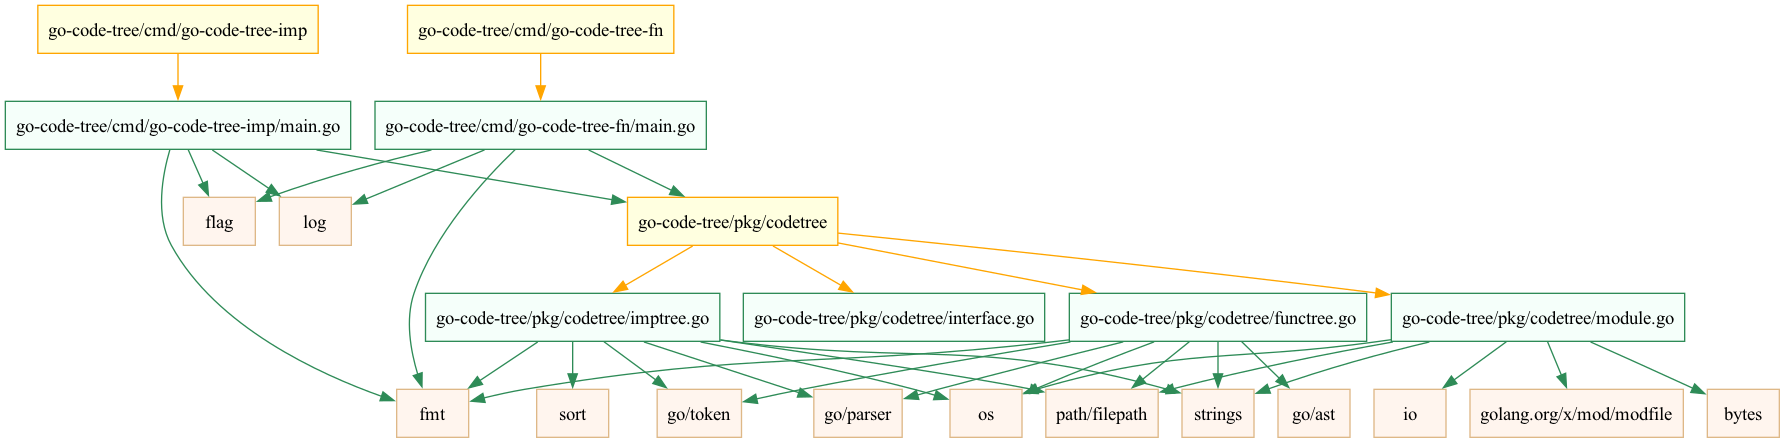 go-code-tree/cmd/go-code-tree-imp
go-code-tree/cmd/go-code-tree-fn
go-code-tree/cmd/go-code-tree-imp/main.go
go-code-tree/cmd/go-code-tree-fn/main.go
flag
log
go-code-tree/pkg/codetree
go-code-tree/pkg/codetree/imptree.go
go-code-tree/pkg/codetree/interface.go
go-code-tree/pkg/codetree/functree.go
go-code-tree/pkg/codetree/module.go
fmt
sort
go/token
go/parser
os
path/filepath
strings
go/ast
io
golang.org/x/mod/modfile
bytes